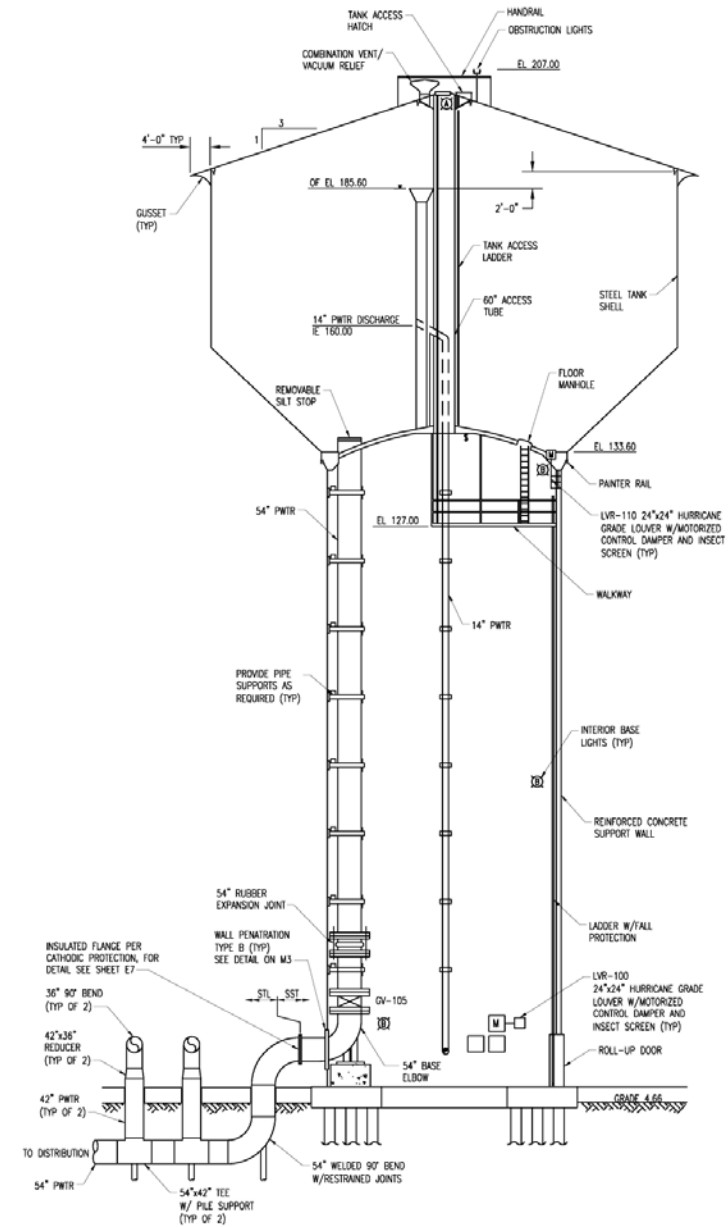 TANK ACCESS
HATCH
HANDRAIL
OBSTRUCTION LIGHTS
COMBINATION VENT/
VACUUM RELIEF
EL 207.00
A
3
1
4'-0" TYP
GUSSET
(TYP)
OF EL 185.60
2'-0"
TANK ACCESS
LADDER
STEEL TANK
SHELL
60" ACCESS
TUBE
14" PWTR DISCHARGE
IE 160.00
FLOOR
MANHOLE
REMOVABLE
SILT STOP
EL 133.60
M
B
PAINTER RAIL
54" PWTR
EL 127.00
LVR-110 24"x24" HURRICANE
GRADE LOUVER W/MOTORIZED
CONTROL DAMPER AND INSECT
SCREEN (TYP)
WALKWAY
14" PWTR
PROVIDE PIPE
SUPPORTS AS
REQUIRED (TYP)
INTERIOR BASE
LIGHTS (TYP)
B
REINFORCED CONCRETE
SUPPORT WALL
54" RUBBER
EXPANSION JOINT
WALL PENATRATION
TYPE B (TYP)
SEE DETAIL ON M3
LADDER W/FALL
PROTECTION
INSULATED FLANGE PER
CATHODIC PROTECTION, FOR
DETAIL SEE SHEET E7
STL
SST
GV-105
B
LVR-100
24"x24" HURRICANE GRADE
LOUVER W/MOTORIZED
CONTROL DAMPER AND
INSECT SCREEN (TYP)
M
36" 90° BEND
(TYP OF 2)
42"x36"
REDUCER
(TYP OF 2)
ROLL-UP DOOR
54" BASE
ELBOW
42" PWTR
(TYP OF 2)
GRADE 4.66
TO DISTRIBUTION
54" PWTR
54"x42" TEE
W/ PILE SUPPORT
(TYP OF 2)
54" WELDED 90° BEND
W/RESTRAINED JOINTS